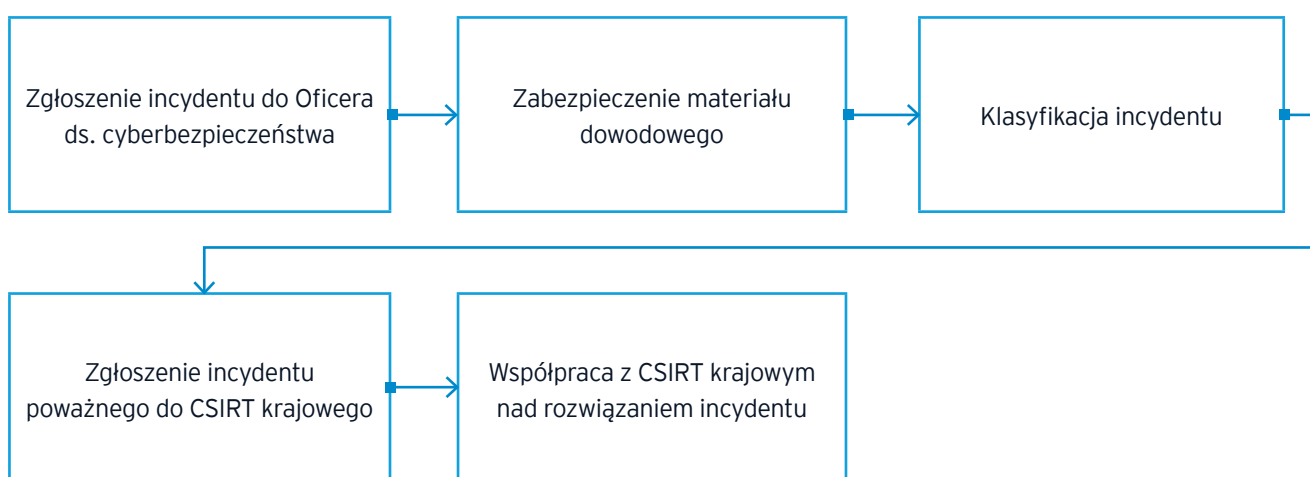 Zgłoszenie incydentu do Oficera
ds. cyberbezpieczeństwa
Zabezpieczenie materiału
dowodowego
Klasyfikacja incydentu
Zgłoszenie incydentu
poważnego do CSIRT krajowego
Współpraca z CSIRT krajowym
nad rozwiązaniem incydentu